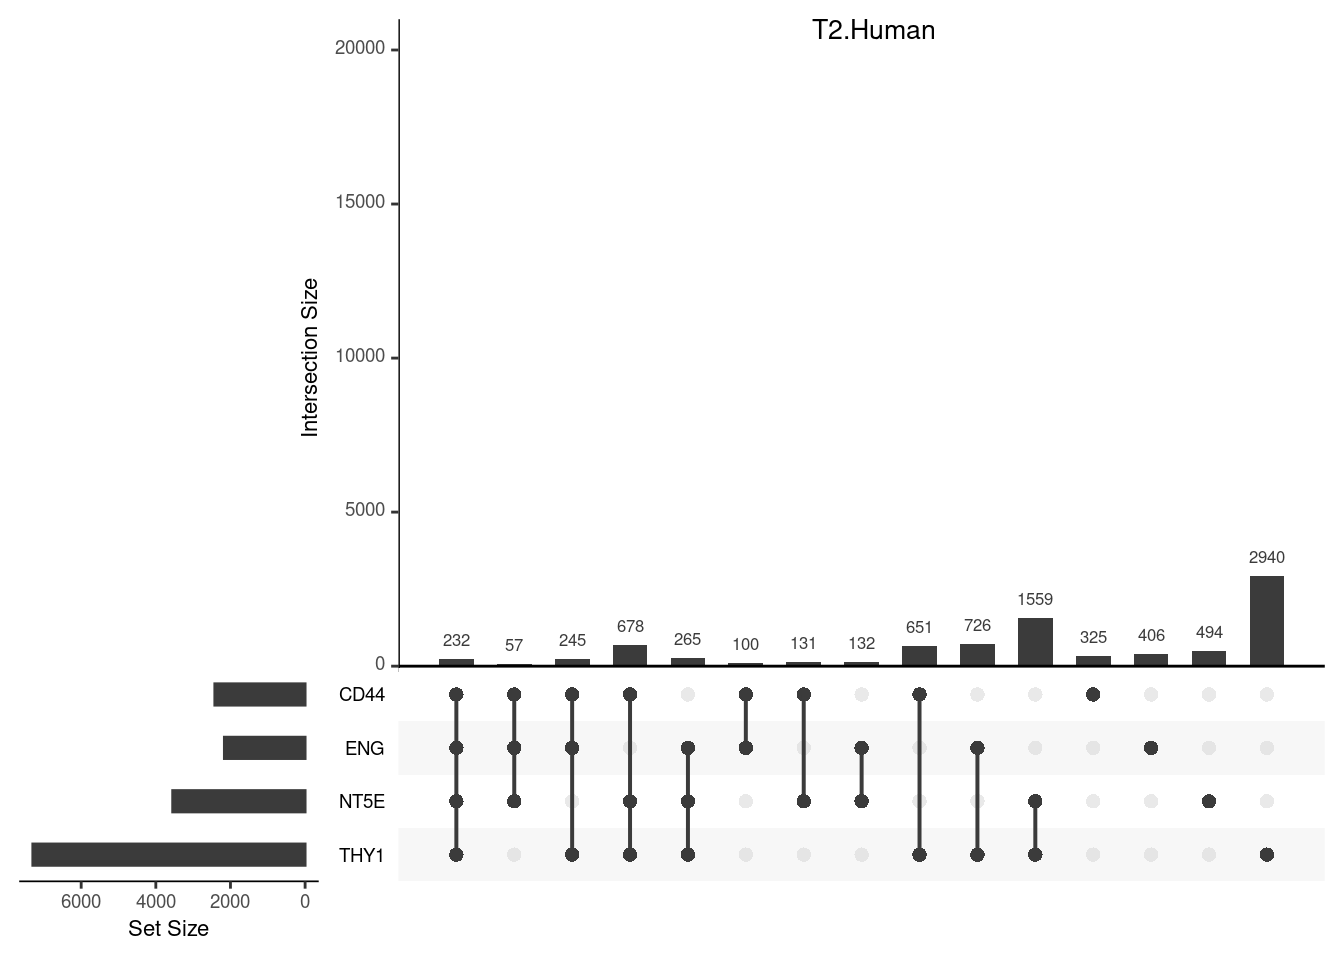 T2.Human
20000
15000
10000
5000
0
Intersection Size
232 57 245 678 265 100 131 132 651 726 1559 325 406 494 2940
CD44
ENG
NT5E
THY1
6000 4000 2000 0
Set Size